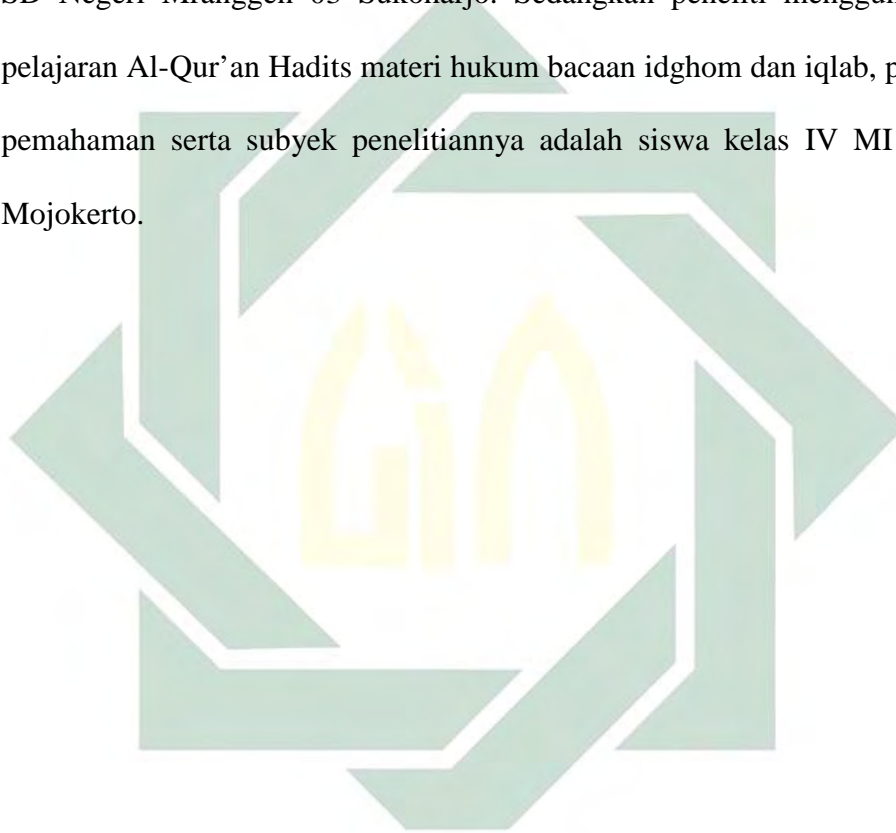 SD Negeri Mranggen Sukoharjo. Sedangkan peneliti menggun
pelajaran Al-Qur’an Hadits materi hukum bacaan idghom dan iqlab, p
pemahaman serta subyek penelitiannya adalah siswa kelas IV MI
Mojokerto.